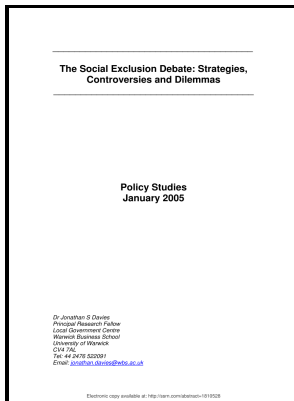 The Social Exclusion Debate: Strategies,
Controversies and Dilemmas
Policy Studies
January 2005
Dr Jonathan S Davies
Principal Research Fellow
Local Government Centre
Warwick Business School
University of Warwick
CV4 7AL
Tel: 44 2476 522091
Email: jonathan.davies@wbs.ac.uk
Electronic copy available at: http://ssrn.com/abstract=1819528